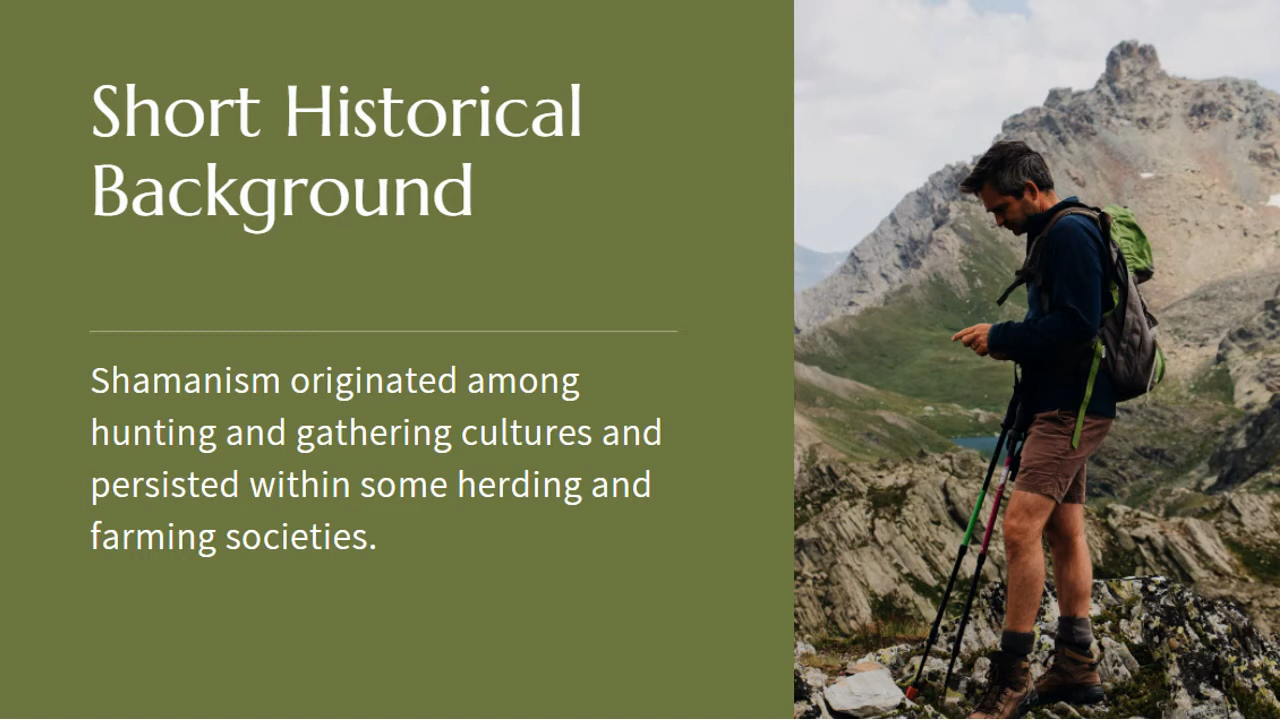 Short Historical
Background
Shamanism originated among
hunting and gathering cultures and
persisted within some herding and
farming societies.